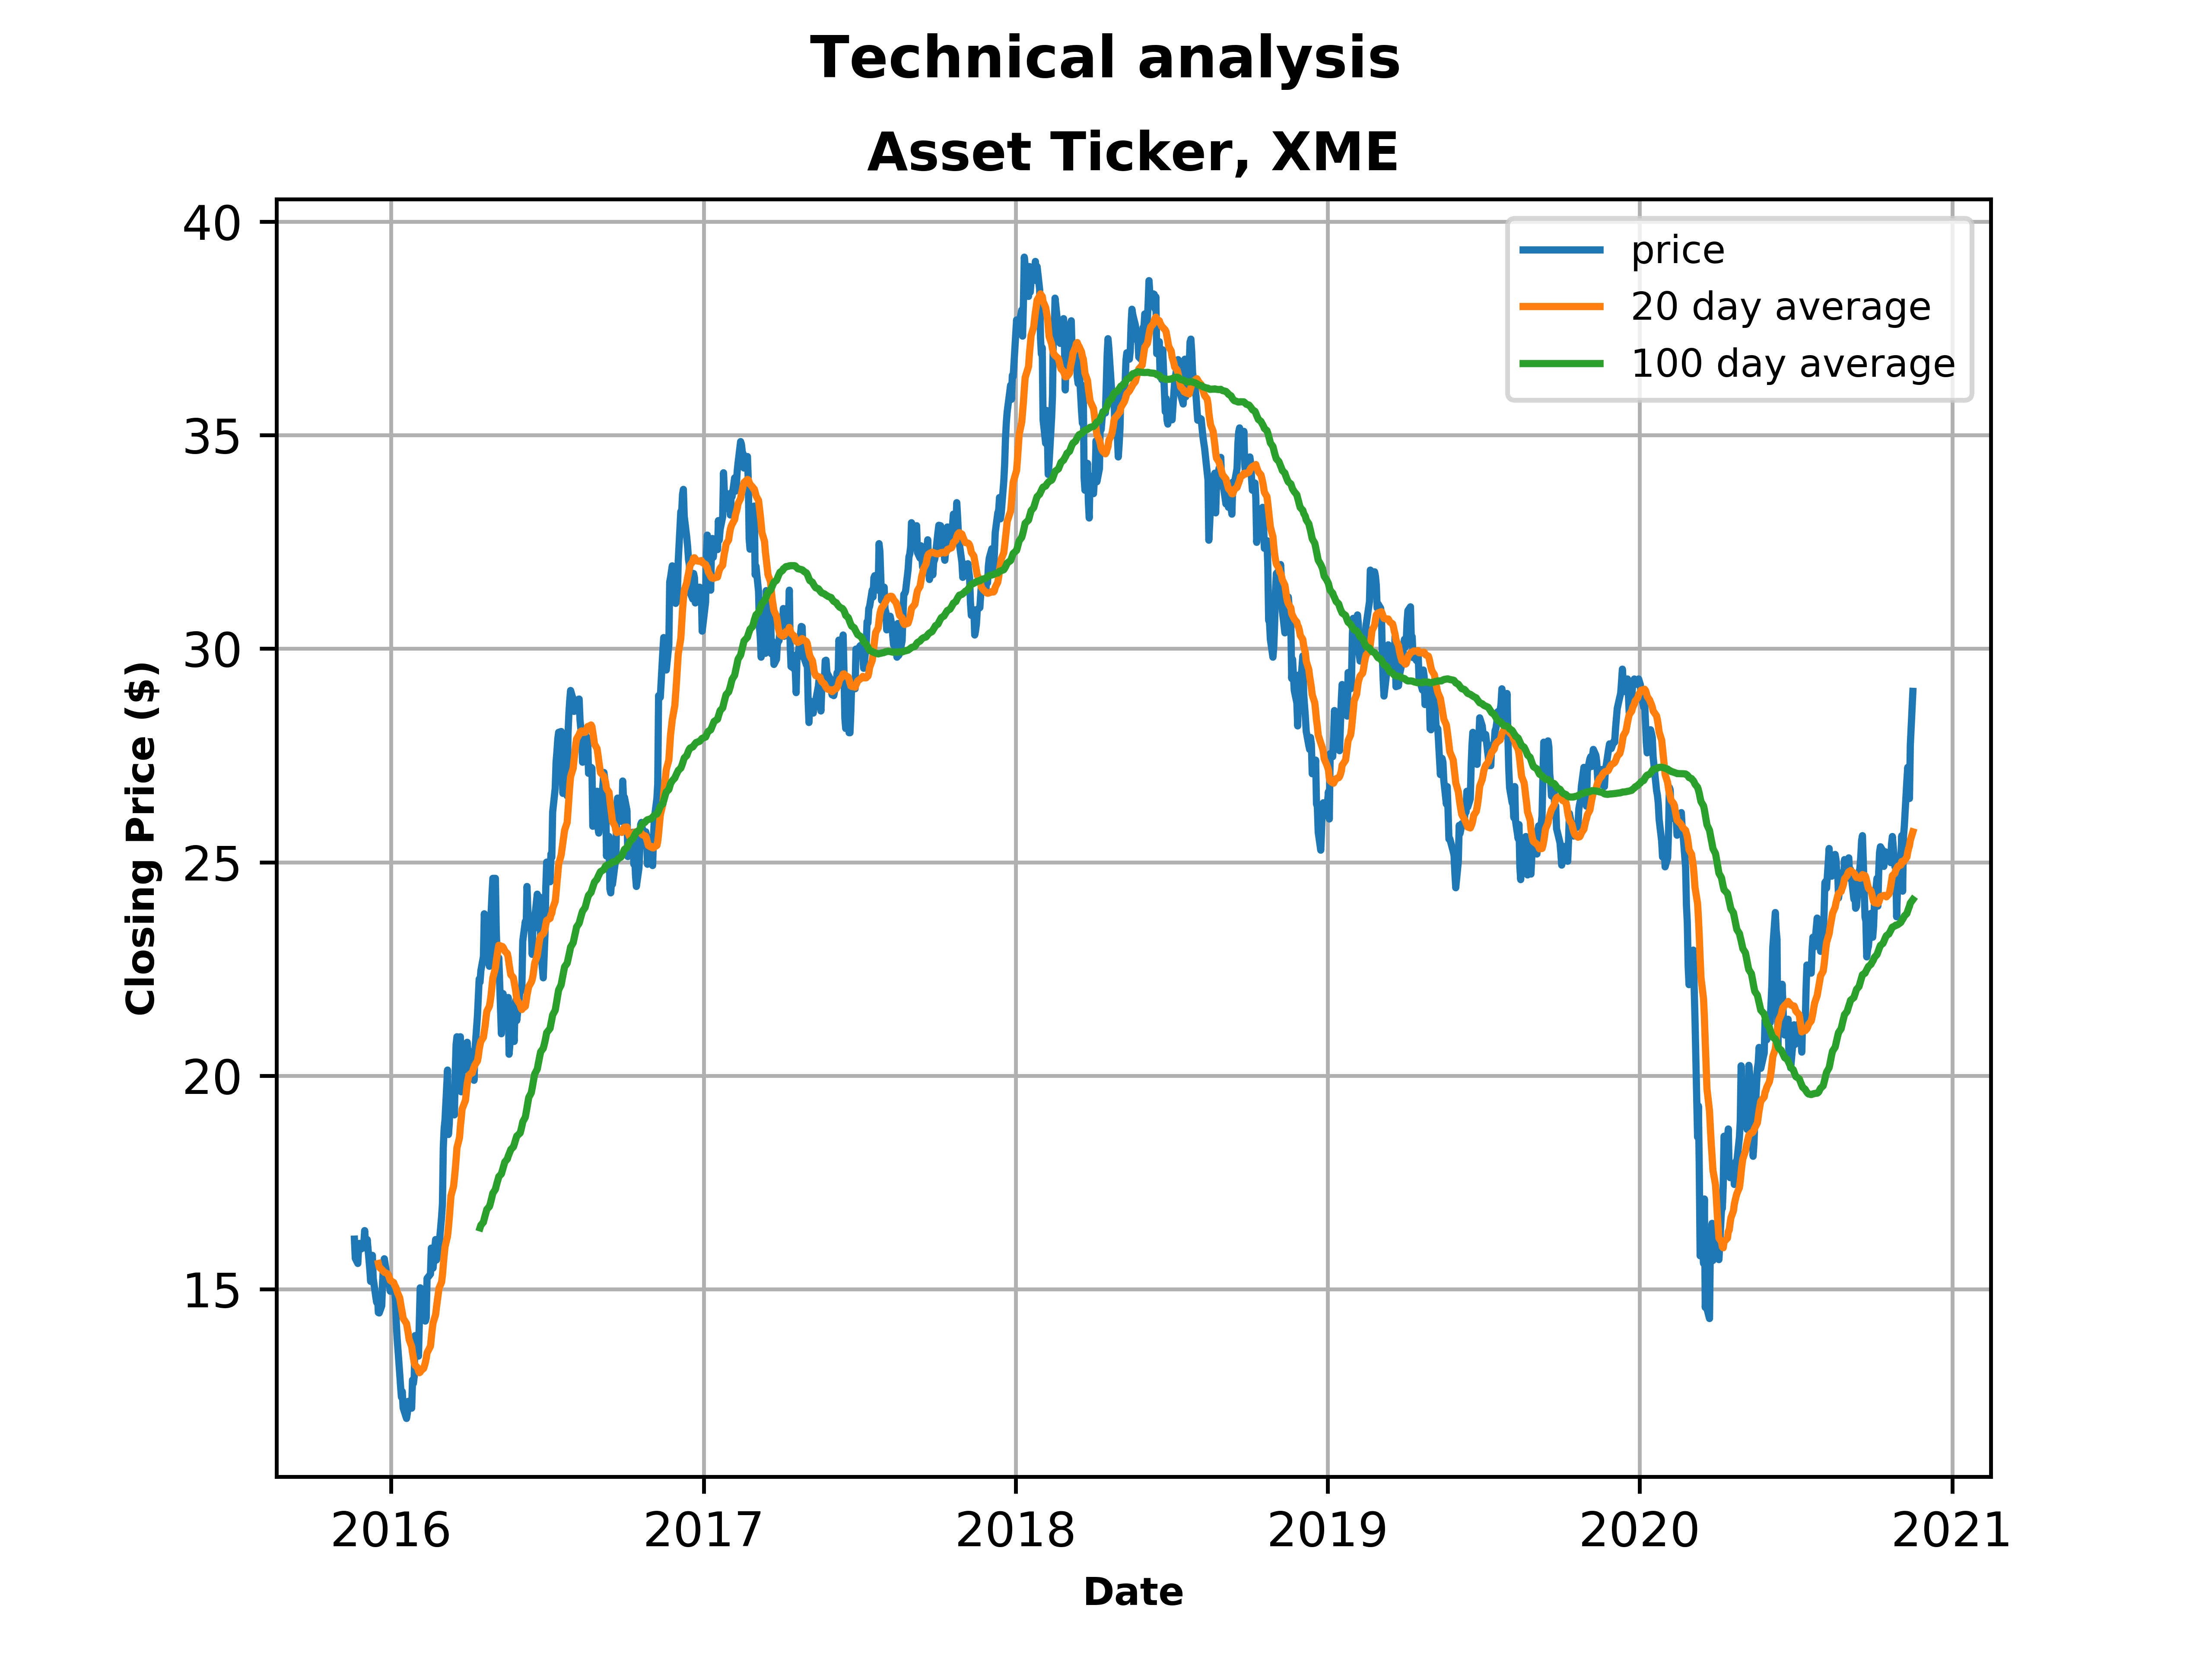 Technical analysis
Asset Ticker, XME
40
35
30
25
20
15
Closing Price ($)
price
20 day average
100 day average
2016
2017
2018
2019
2020
2021
Date